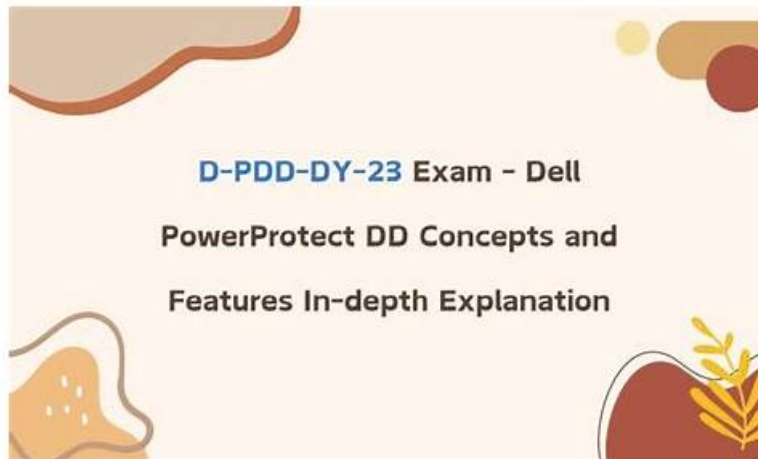 D-PDD-DY-23 Exam - Dell
PowerProtect DD Concepts and
Features In-depth Explanation